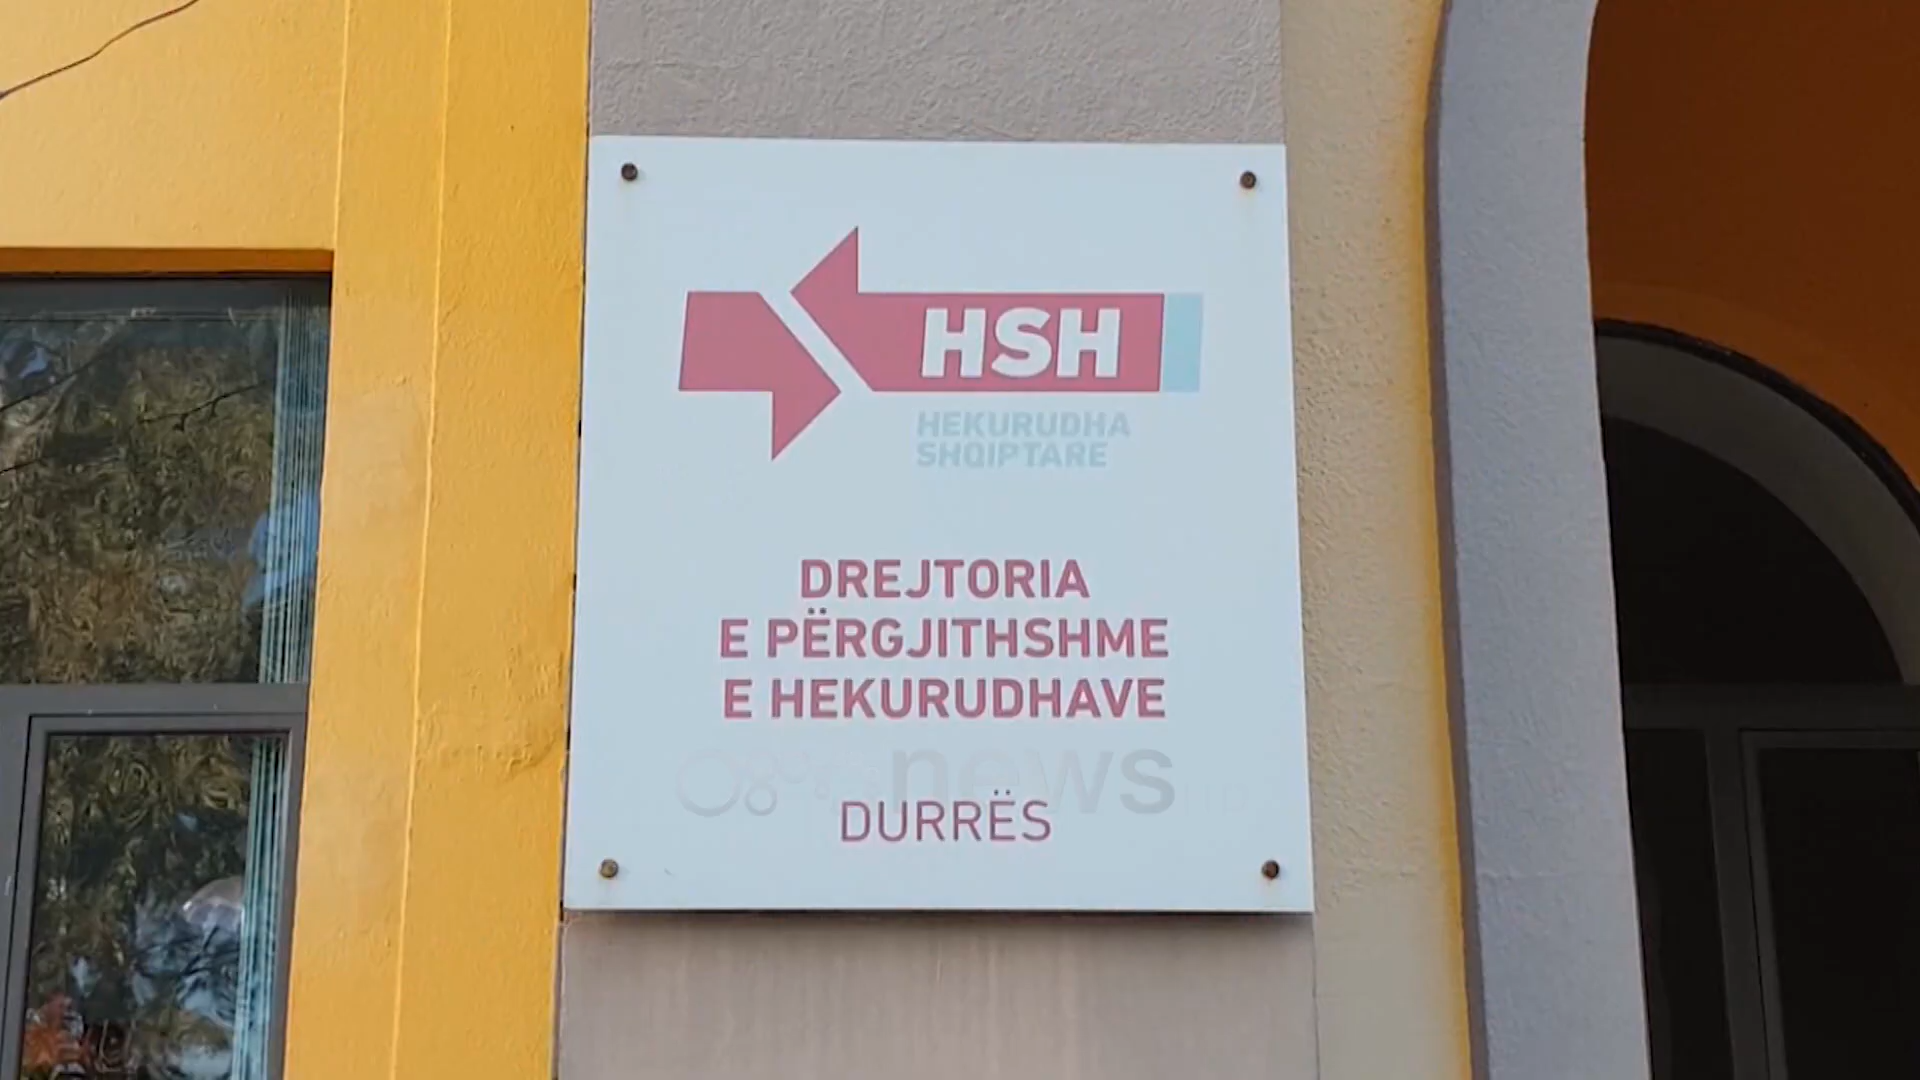 HSH
HEKURUDHA
SHQIPTARE
DREJTORIA
E PËRGJITHSHME
E HEKURUDHAVE
news
DURRËS